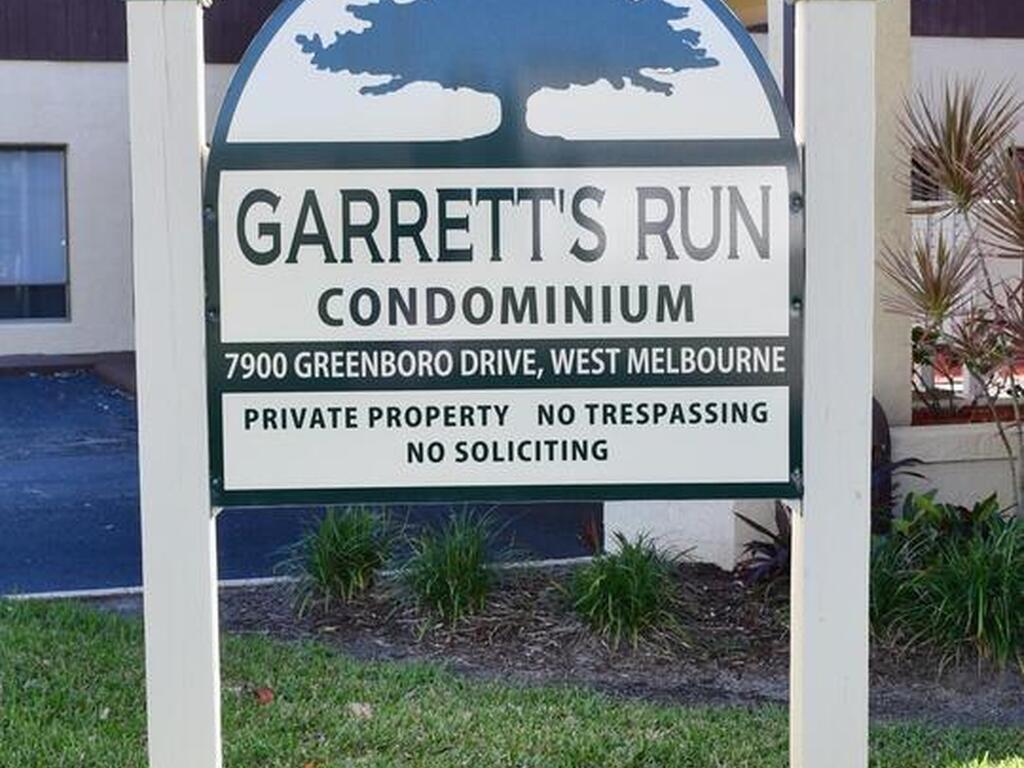 GARRETT'S RUN
CONDOMINIUM
7900 GREENBORO DRIVE, WEST MELBOURNE
PRIVATE PROPERTY NO TRESPASSING
NO SOLICITING